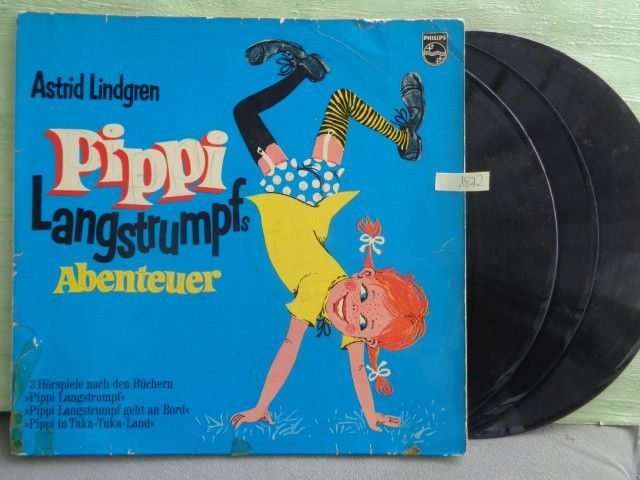 PHILIPS
Astrid Lindgren
Pippi
Langstrumpfs
Abenteuer
3 Hörspiele nach den Büchern
»Pippi Langstrumpf«
»Pippi Langstrumpf geht an Bord«
»Pippi in Taka-Tuka-Land«